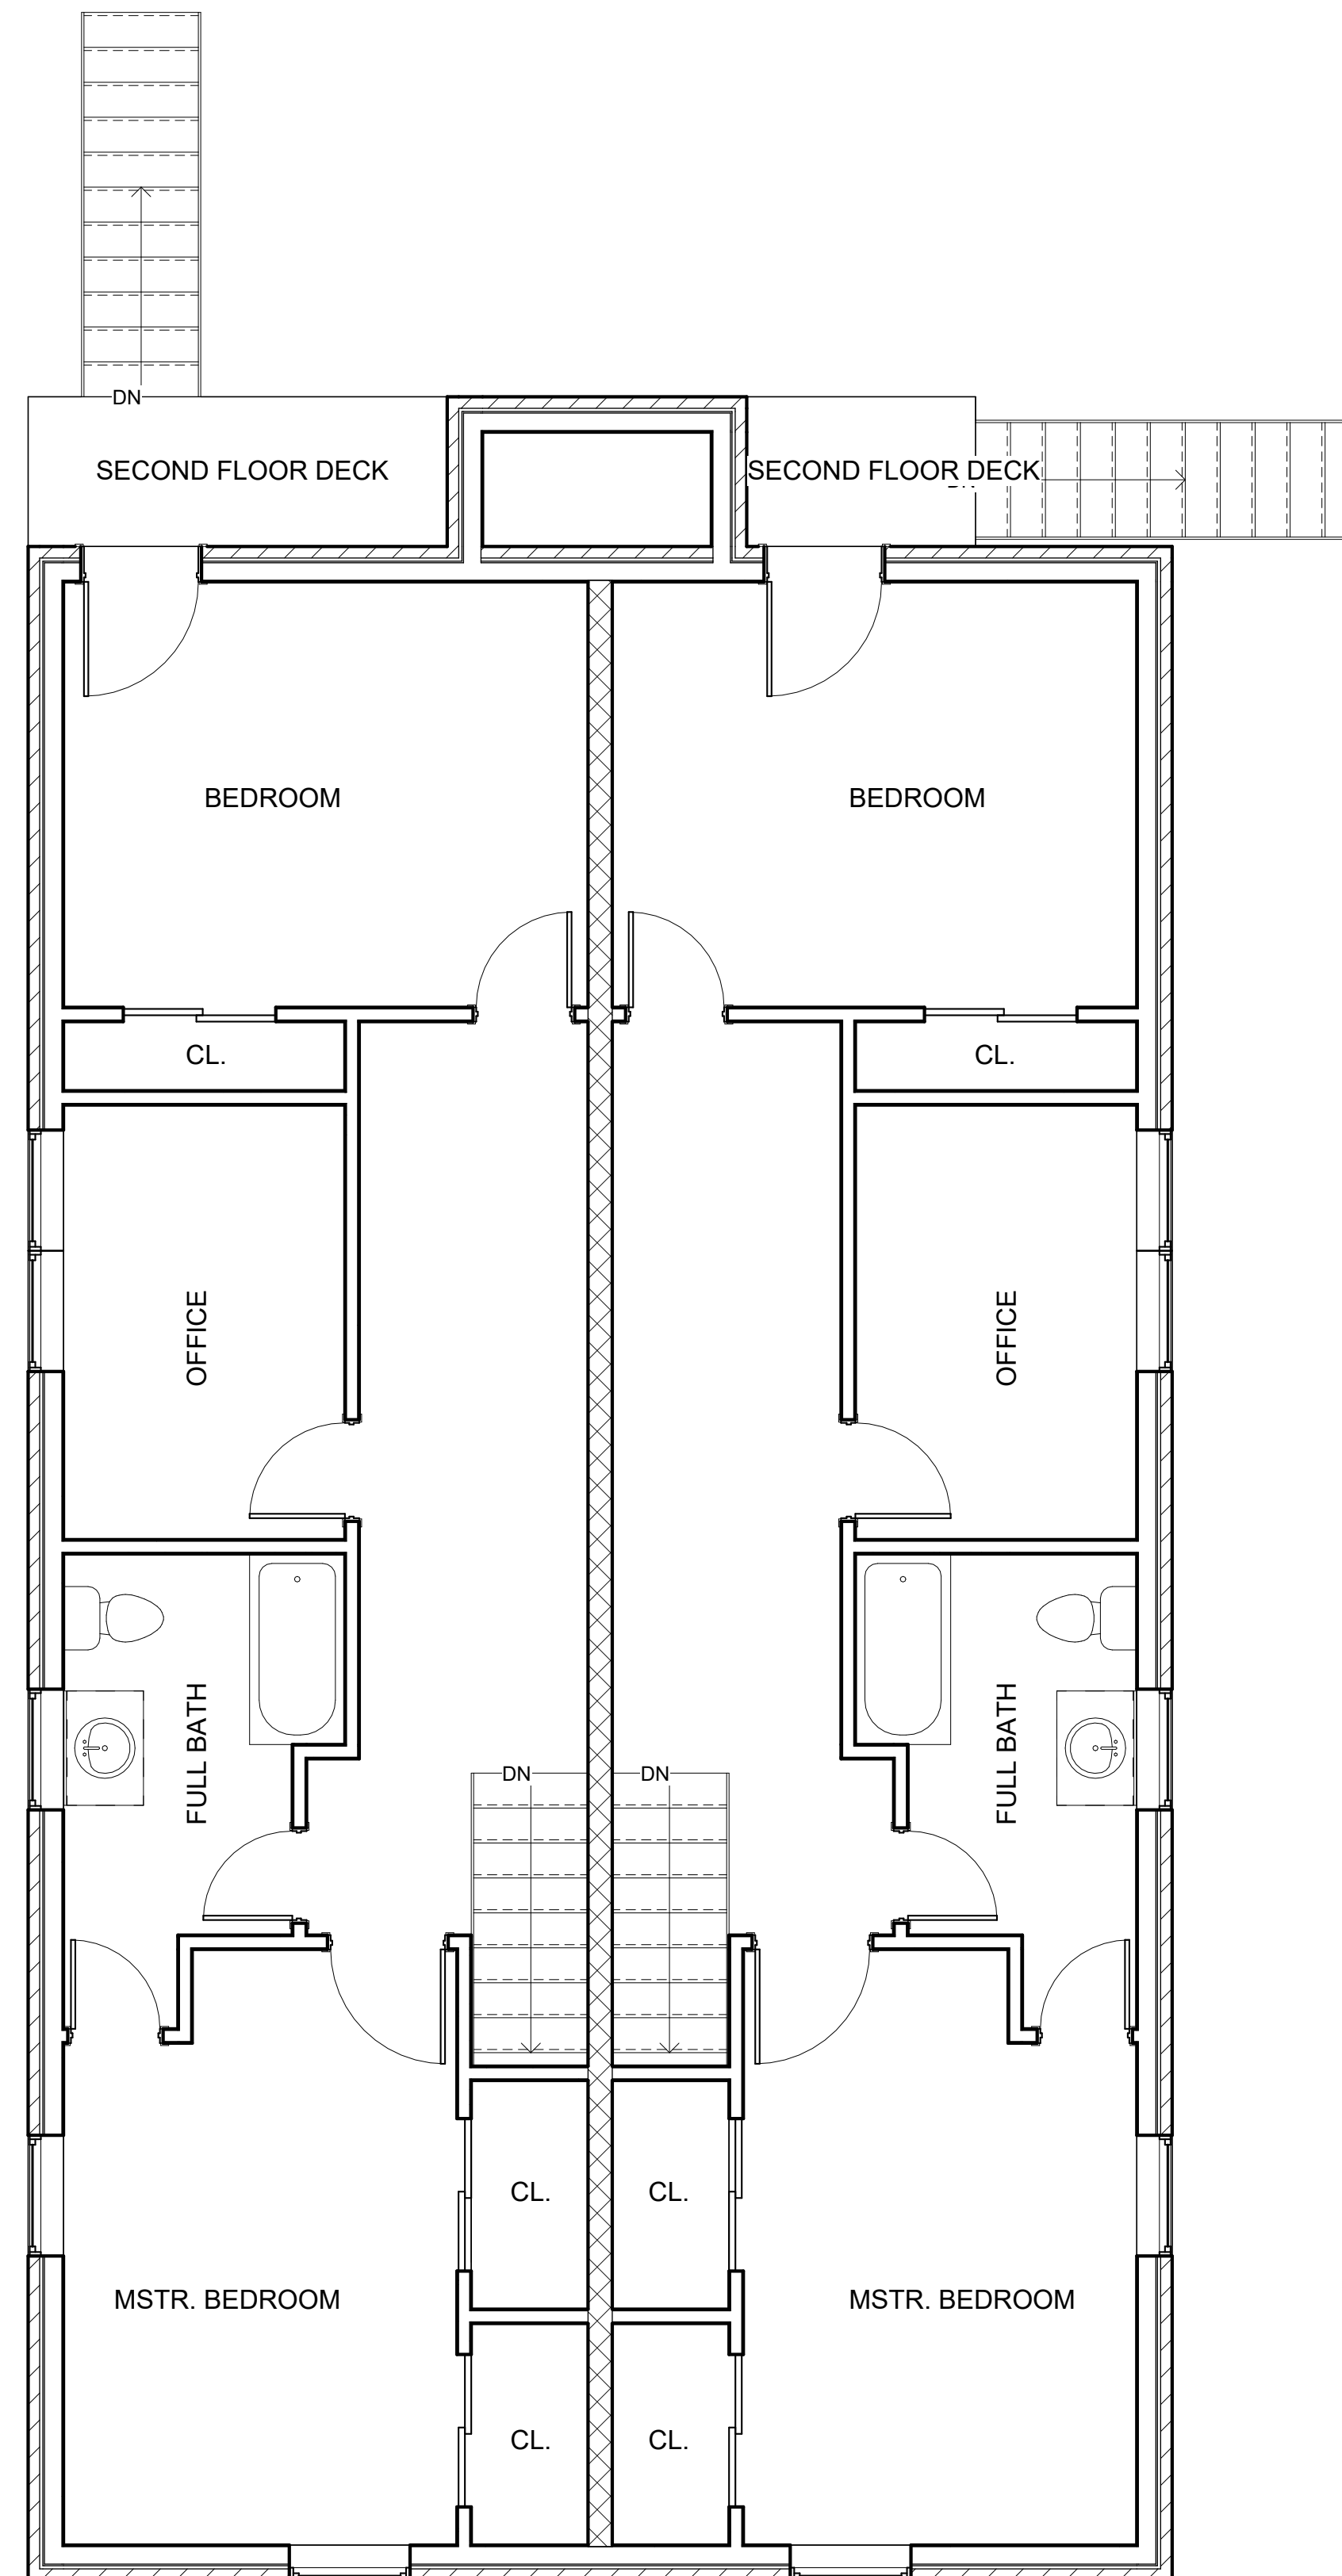 DN
SECOND FLOOR DECK
SECOND FLOOR DECK
BEDROOM
BEDROOM
CL.
CL.
OFFICE
OFFICE
FULL BATH
FULL BATH
DN
DN
CL.
CL.
MSTR. BEDROOM
MSTR. BEDROOM
CL.
CL.